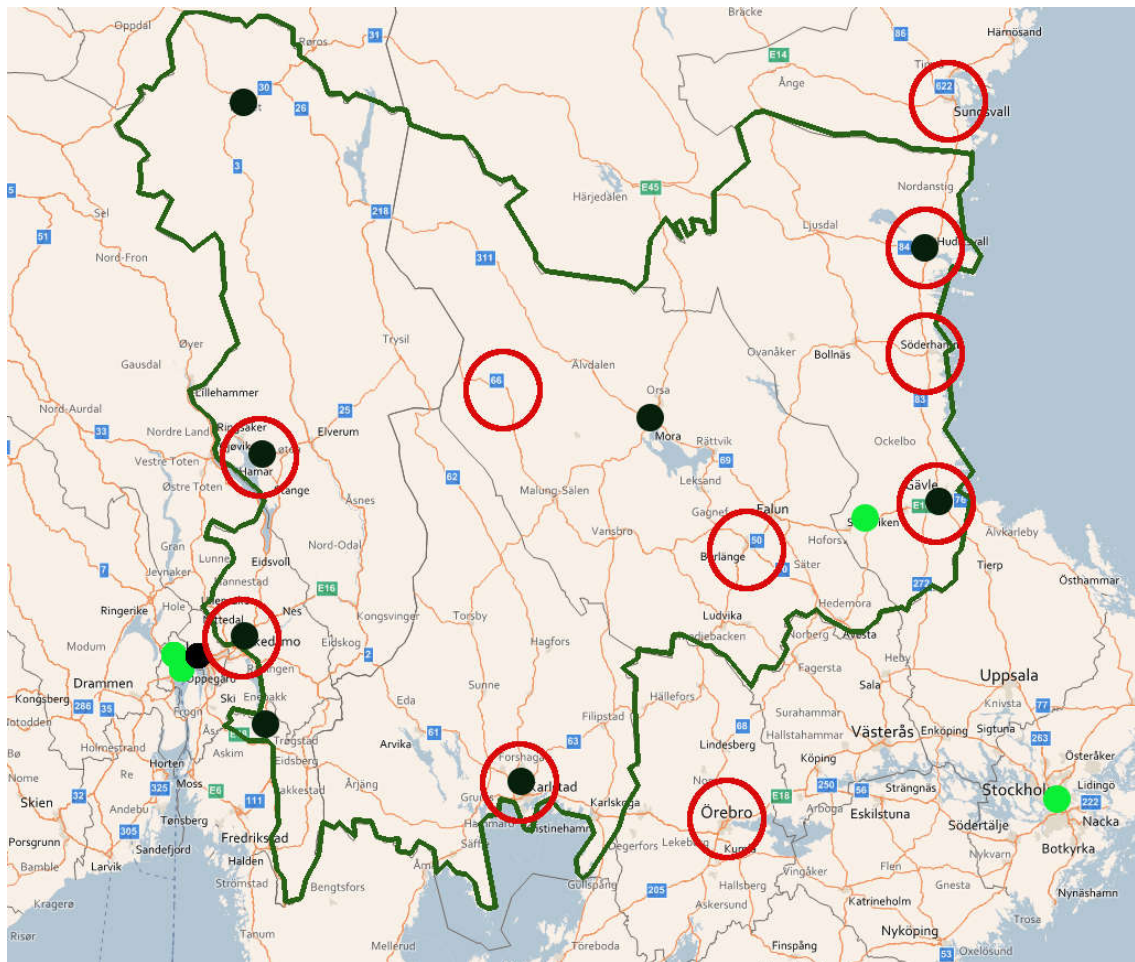 Bräcke
Oppdal
86
Härnösand
31
Røros
E14
Ånge
30
622
Sundsvall
26
3
E45
Nordanstig
Härjedalen
218
Sel
51
Ljusdal
84
Nord-Fron
311
Øyer
Trysil
Söderhamn
Ovanåker
Bollnäs
Gausdal
Älvdalen
66
Lillehammer
Orsa
83
Nord-Aurdal
25
Ringsaker
33
Nordre Land
Elverum
Mora
Rättvik
Ockelbo
Vestre Toten
69
Hamar
62
Leksand
Østre Toten
Stange
Malung-Sälen
Gävle
76
Åsnes
Gagnef
Falun
Vansbro
Hofors
Älvkarleby
Gran
50
Nord-Odal
Borlänge
Lunner
Eidsvoll
Säter
Tierp
7
Jevnaker
Nannestad
E16
272
Östhammar
Hole
Ringerike
Nes
Kongsvinger
Torsby
Ludvika
Hedemora
Hagfors
Norberg
Avesta
Modum
Eidskog
2
Heby
Fagersta
Uppsala
Oppegård
Drammen
Sunne
Sala
Kongsberg
286
35
Frogn
Ski
Enebakk
Hällefors
Knivsta
77
Eda
Filipstad
Surahammar
Sigtuna
263
Trøgstad
61
68
Västerås
Enköping
Holmestrand
Askim
Arvika
63
Lindesberg
Hallstahammar
Österåker
Horten
Eidsberg
Forshaga
Köping
Re
Moss
Årjäng
250
56
Strängnäs
Stockholm
Lidingö
Nome
325
E6
Karlstad
E18
222
Skien
32
Andebu
111
Karlskoga
Arboga
Eskilstuna
Nacka
Tønsberg
Örebro
Södertälje
305
Fredrikstad
Porsgrunn
Sandefjord
Säffle
Degerfors
Kumla
Botkyrka
Bamble
Larvik
Halden
Vingåker
Flen
Nykvarn
Strömstad
Bengtsfors
Gullspång
205
Hallsberg
Gnesta
Nynäshamn
Kragerø
Katrineholm
Askersund
Trosa
Tanum
Nyköping
Risør
Mellerud
Töreboda
Finspång
53
Oxelösund